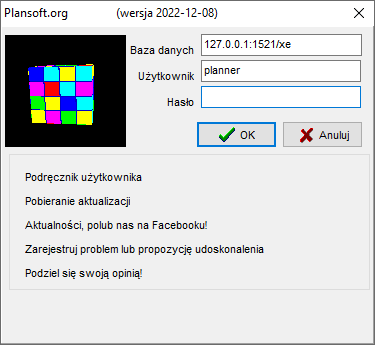 Plansoft.org (wersja 2022-12-08)
Baza danych 127.0.0.1:1521/xe
Użytkownik planner
Hasło
OK Anuluj
Podręcznik użytkownika
Pobieranie aktualizacji
Aktualności, polub nas na Facebooku!
Zarejestruj problem lub propozycję udoskonalenia
Podziel się swoją opinią!